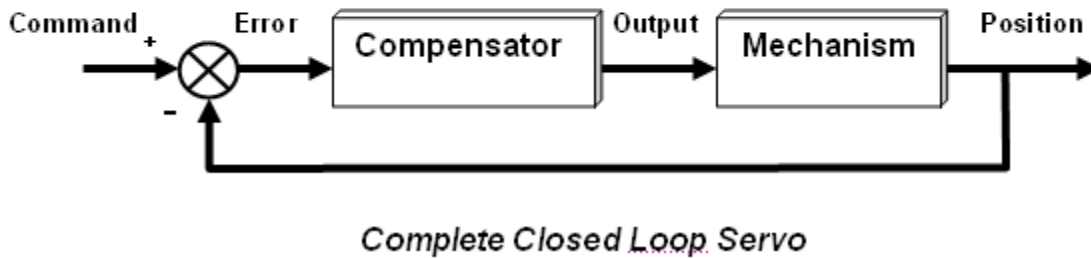 Command
+
Error
Compensator
Output
Mechanism
Position
-
Complete Closed Loop Servo